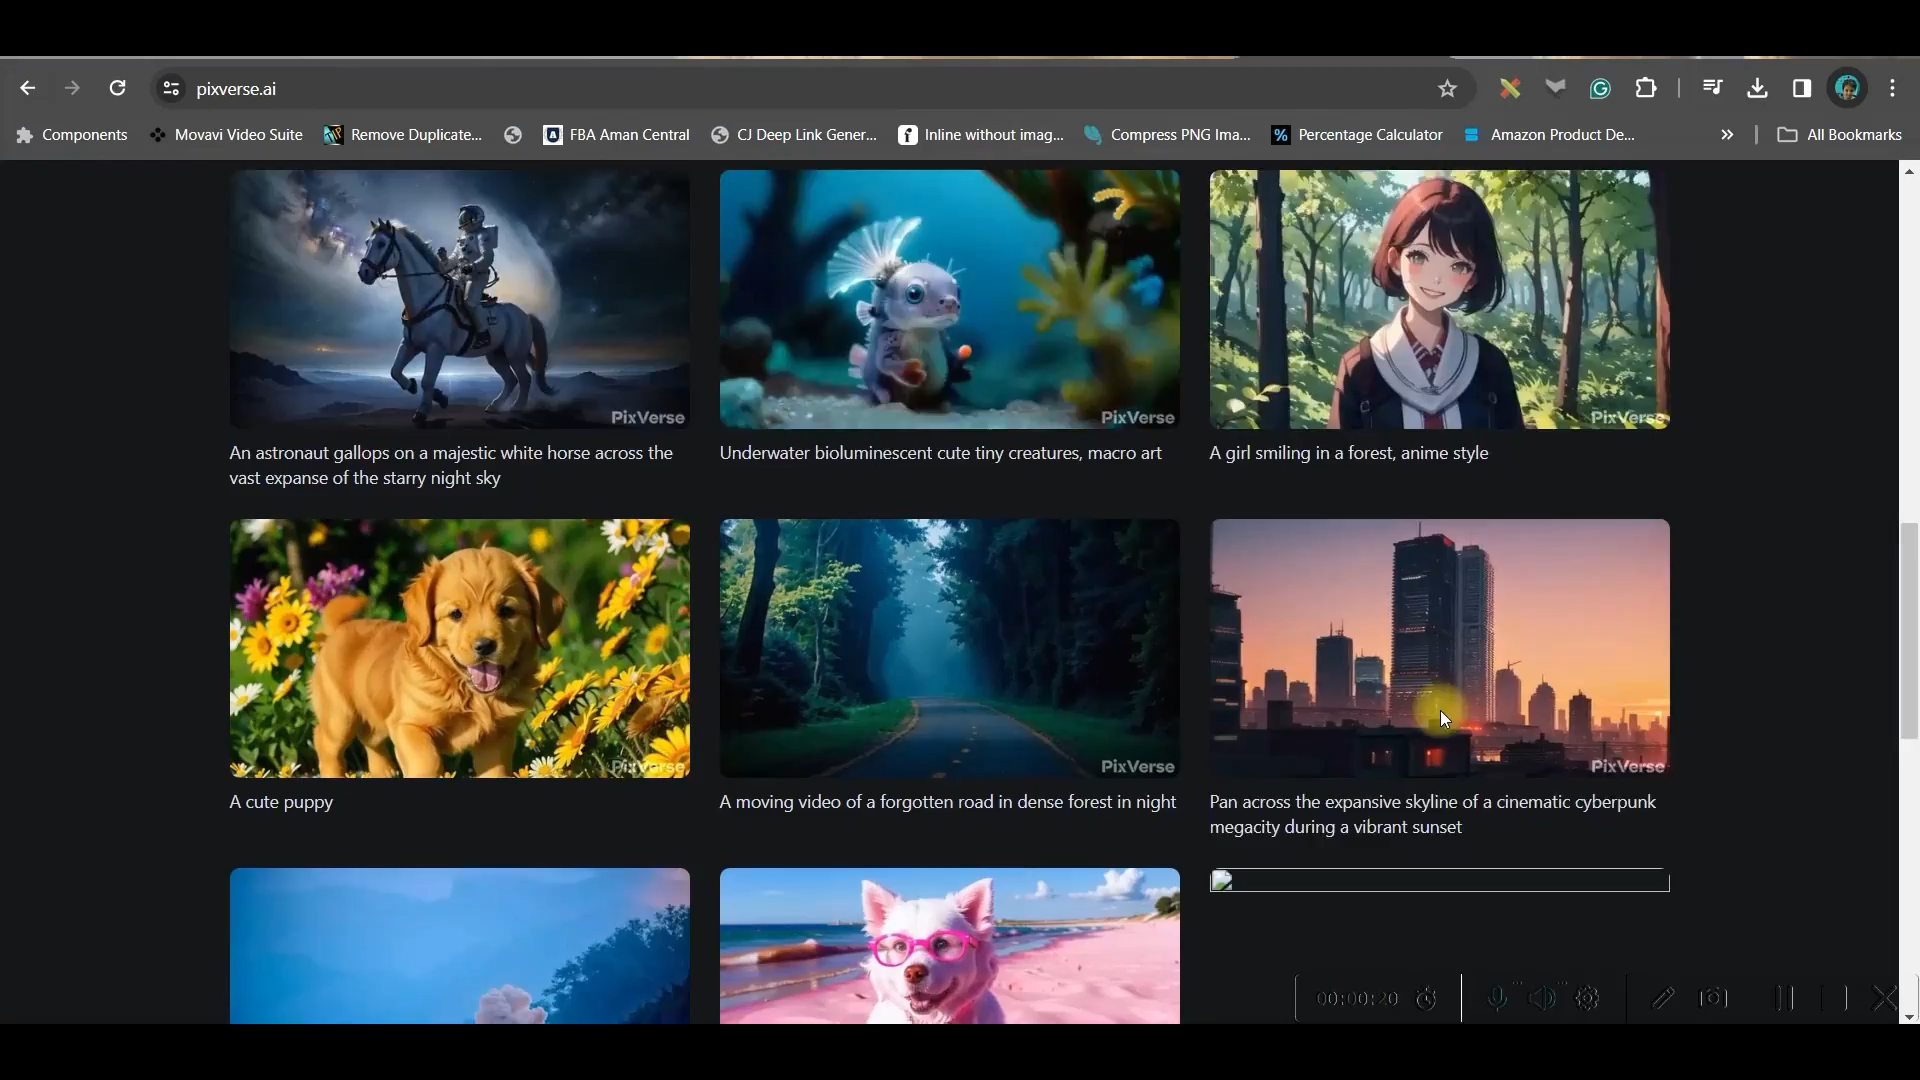 pixverse.ai
Components
Movavi Video Suite
Remove Duplicate...
FBA Aman Central
CJ Deep Link Gener...
Inline without imag...
Compress PNG Ima...
Percentage Calculator
Amazon Product De...
All Bookmarks
PixVerse
PixVerse
PixVerse
An astronaut gallops on a majestic white horse across the
vast expanse of the starry night sky
Underwater bioluminescent cute tiny creatures, macro art
A girl smiling in a forest, anime style
PixVerse
PixVerse
PixVerse
A cute puppy
A moving video of a forgotten road in dense forest in night
Pan across the expansive skyline of a cinematic cyberpunk
megacity during a vibrant sunset
00:00:20